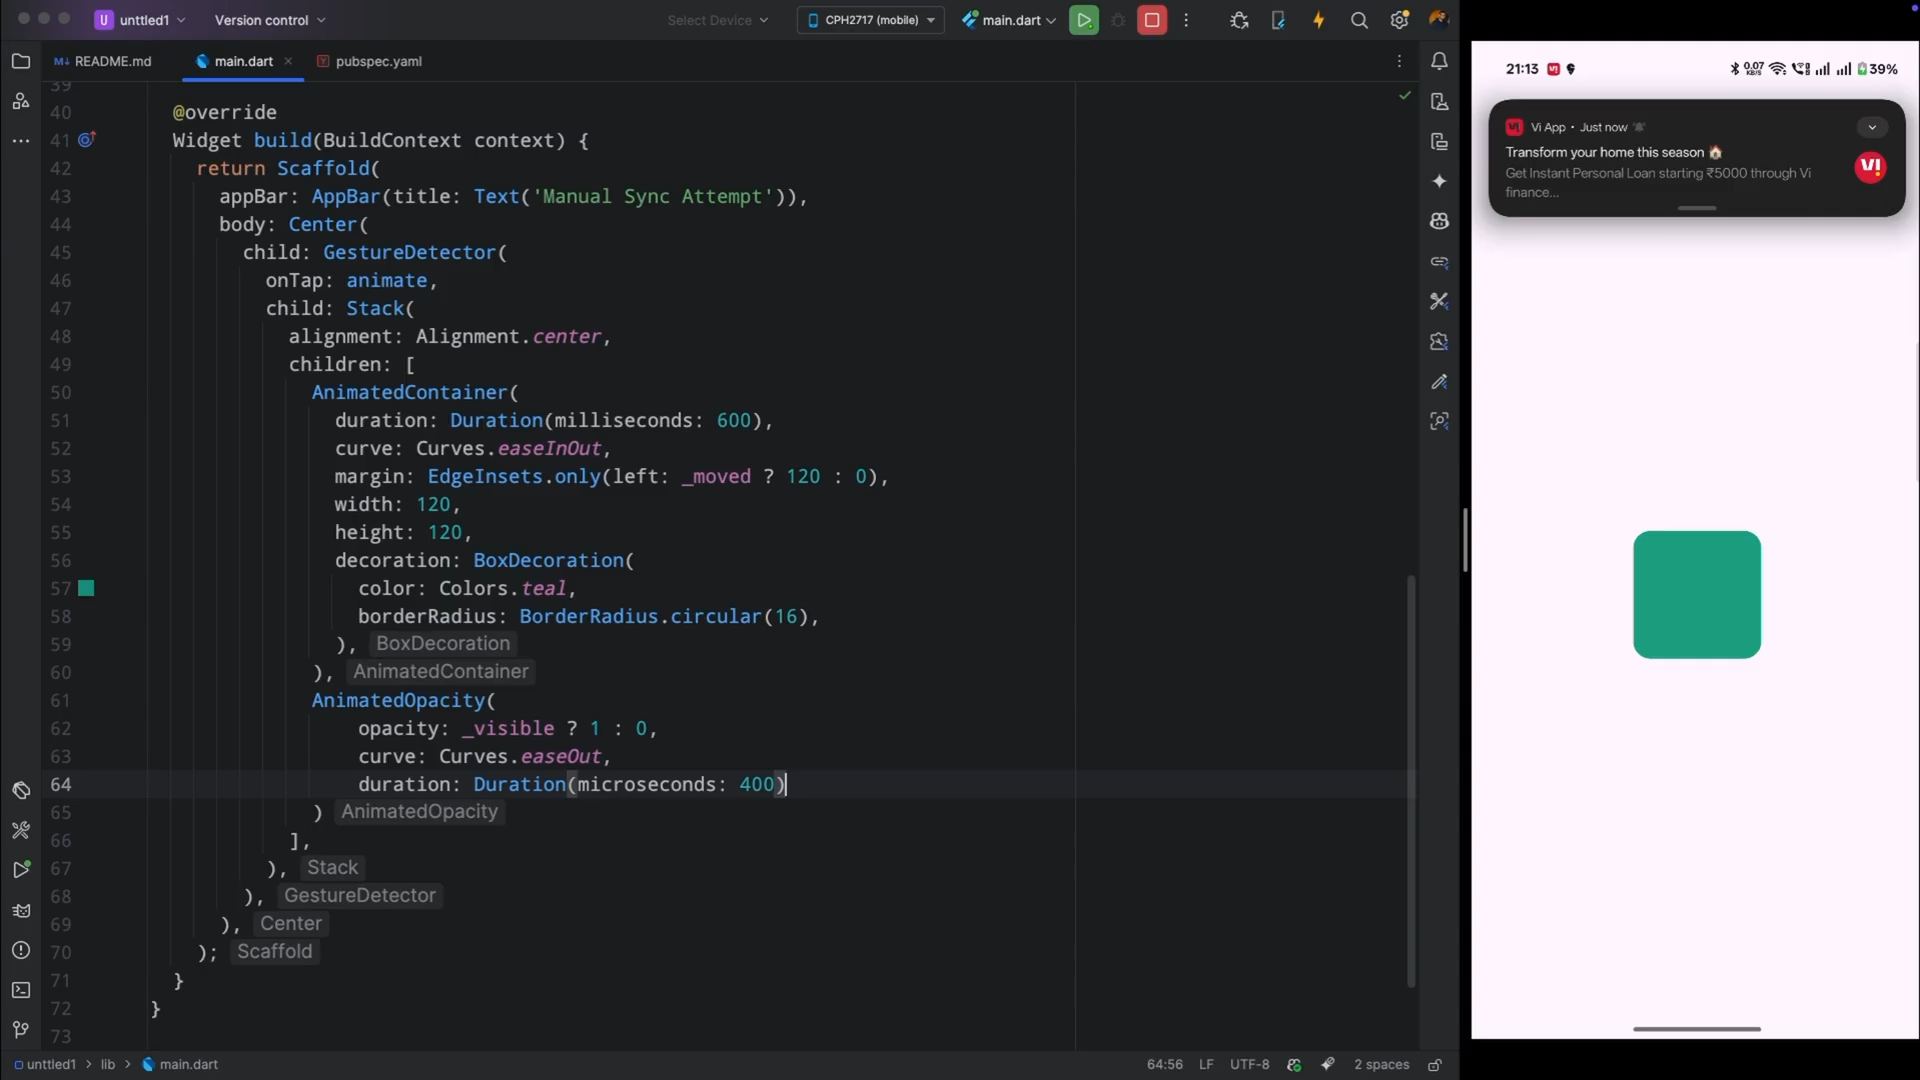 U unttled1
Version control
Select Device
CPH2717 (mobile)
main.dart
README.md
main.dart
pubspec.yaml
39
40 @override
41 Widget build(BuildContext context) {
42 return Scaffold(
43 appBar: AppBar(title: Text('Manual Sync Attempt')),
44 body: Center(
45 child: GestureDetector(
46 onTap: animate,
47 child: Stack(
48 alignment: Alignment.center,
49 children: [
50 AnimatedContainer(
51 duration: Duration(milliseconds: 600),
52 curve: Curves.easeInOut,
53 margin: EdgeInsets.only(left: _moved ? 120 : 0),
54 width: 120,
55 height: 120,
56 decoration: BoxDecoration(
57 color: Colors.teal,
58 borderRadius: BorderRadius.circular(16),
59 ), BoxDecoration
60 ), AnimatedContainer
61 AnimatedOpacity(
62 opacity: _visible ? 1 : 0,
63 curve: Curves.easeOut,
64 duration: Duration(microseconds: 400)
65 ) AnimatedOpacity
66 ],
67 ), Stack
68 ), GestureDetector
69 ), Center
70 ); Scaffold
71 }
72 }
73
unttled1 > lib > main.dart
64:56 LF UTF-8 2 spaces
21:13
0.07 KB/S
39%
Vi App • Just now
Transform your home this season 🏠
Get Instant Personal Loan starting ₹5000 through Vi
finance...
VI